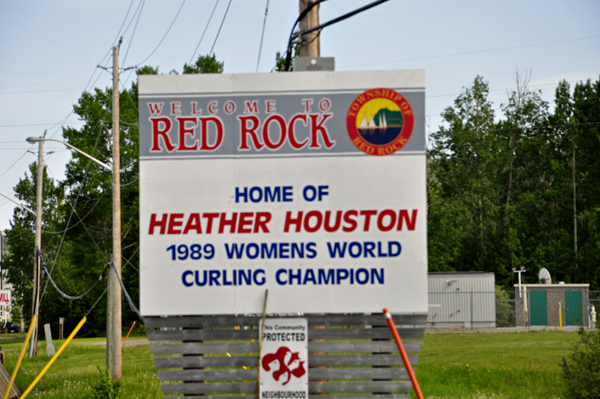 WELCOME TO
RED ROCK
TOWNSHIP OF
RED ROCK
HOME OF
HEATHER HOUSTON
1989 WOMENS WORLD
CURLING CHAMPION
This Community
PROTECTED
NEIGHBOURHOOD